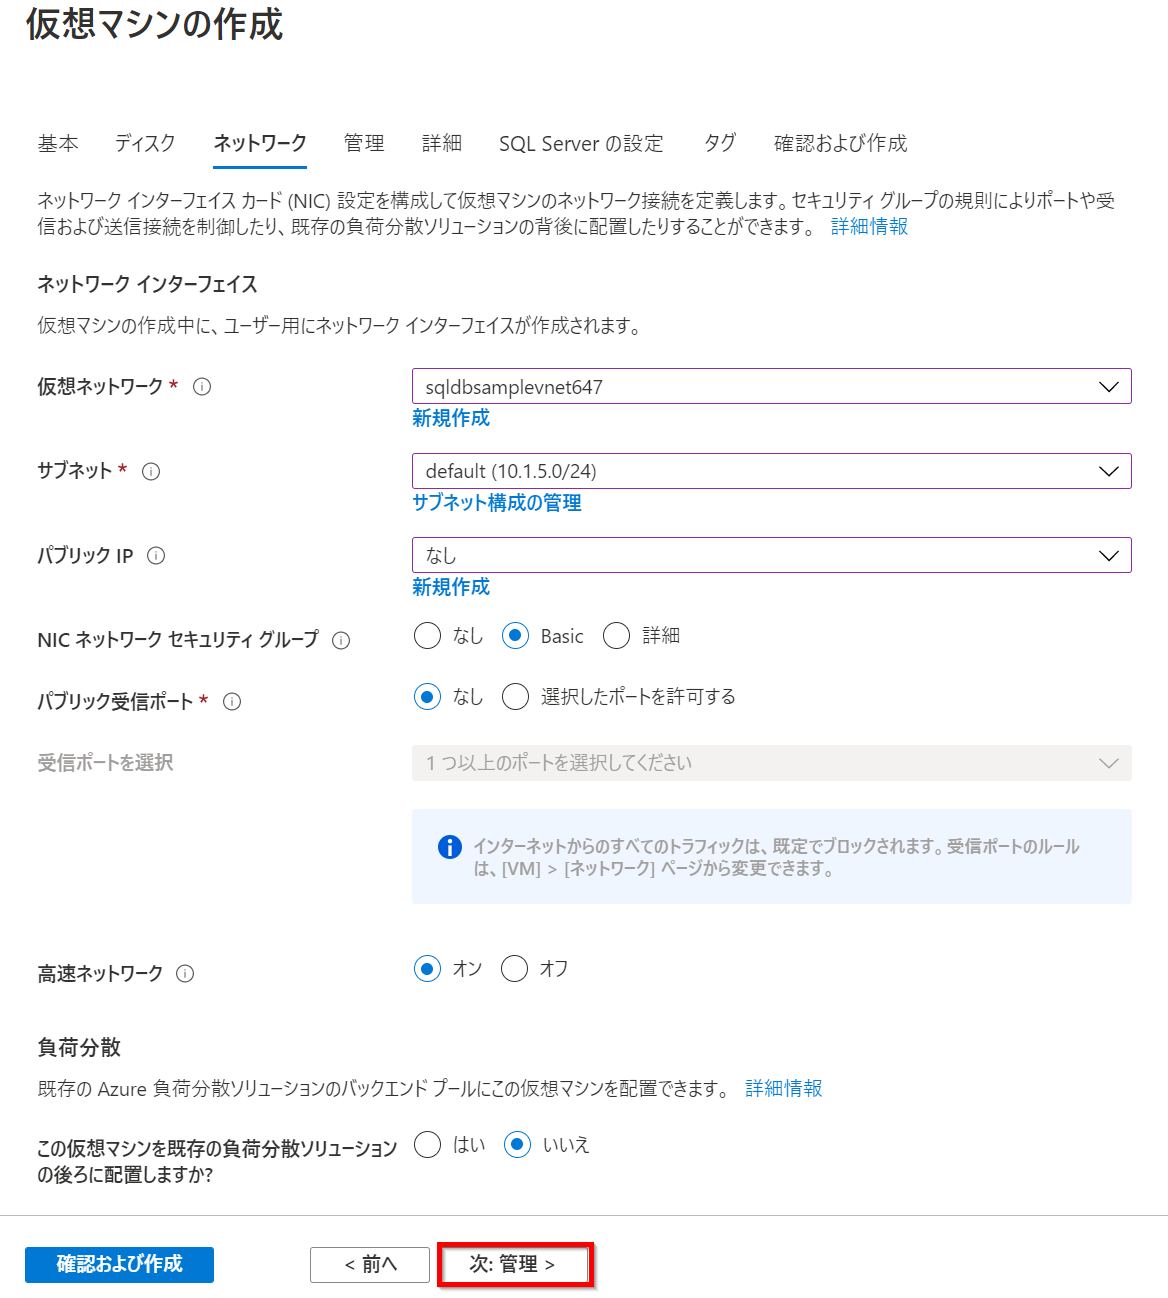 仮想マシンの作成
基本 ディスク ネットワーク 管理 詳細 SQL Server の設定 タグ 確認および作成
ネットワーク インターフェイス カード (NIC) 設定を構成して仮想マシンのネットワーク接続を定義します。セキュリティ グループの規則によりポートや受
信および送信接続を制御したり、既存の負荷分散ソリューションの背後に配置したりすることができます。 詳細情報
ネットワーク インターフェイス
仮想マシンの作成中に、ユーザー用にネットワーク インターフェイスが作成されます。
仮想ネットワーク * sqldbsamplevnet647
新規作成
サブネット * default (10.1.5.0/24)
サブネット構成の管理
パブリック IP なし
新規作成
NIC ネットワーク セキュリティ グループ なし Basic 詳細
パブリック受信ポート * なし 選択したポートを許可する
受信ポートを選択 1 つ以上のポートを選択してください
インターネットからのすべてのトラフィックは、既定でブロックされます。受信ポートのルール
は、[VM] > [ネットワーク] ページから変更できます。
高速ネットワーク オン オフ
負荷分散
既存の Azure 負荷分散ソリューションのバックエンド プールにこの仮想マシンを配置できます。 詳細情報
この仮想マシンを既存の負荷分散ソリューション はい いいえ
の後ろに配置しますか?
確認および作成 < 前へ 次: 管理 >